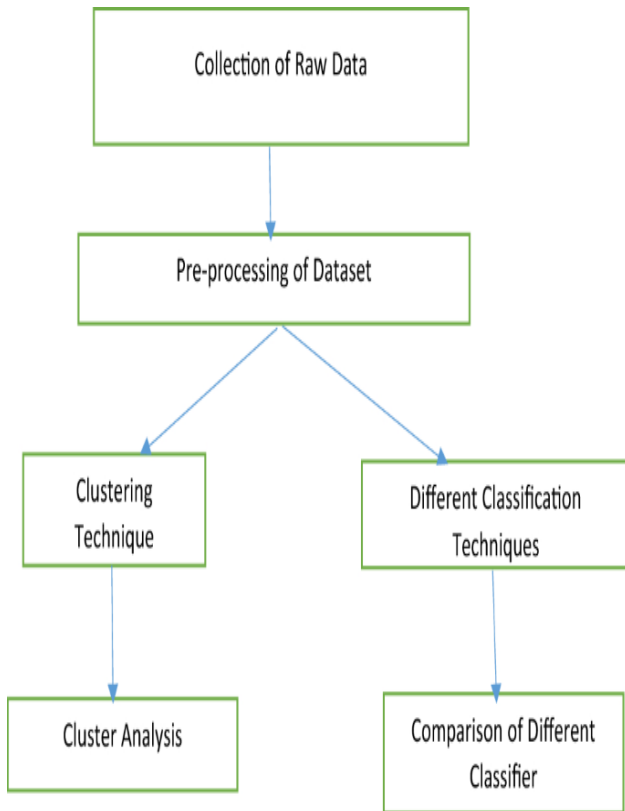 Collection of Raw Data
Pre-processing of Dataset
Clustering
Technique
Different Classification
Techniques
Cluster Analysis
Comparison of Different
Classifier